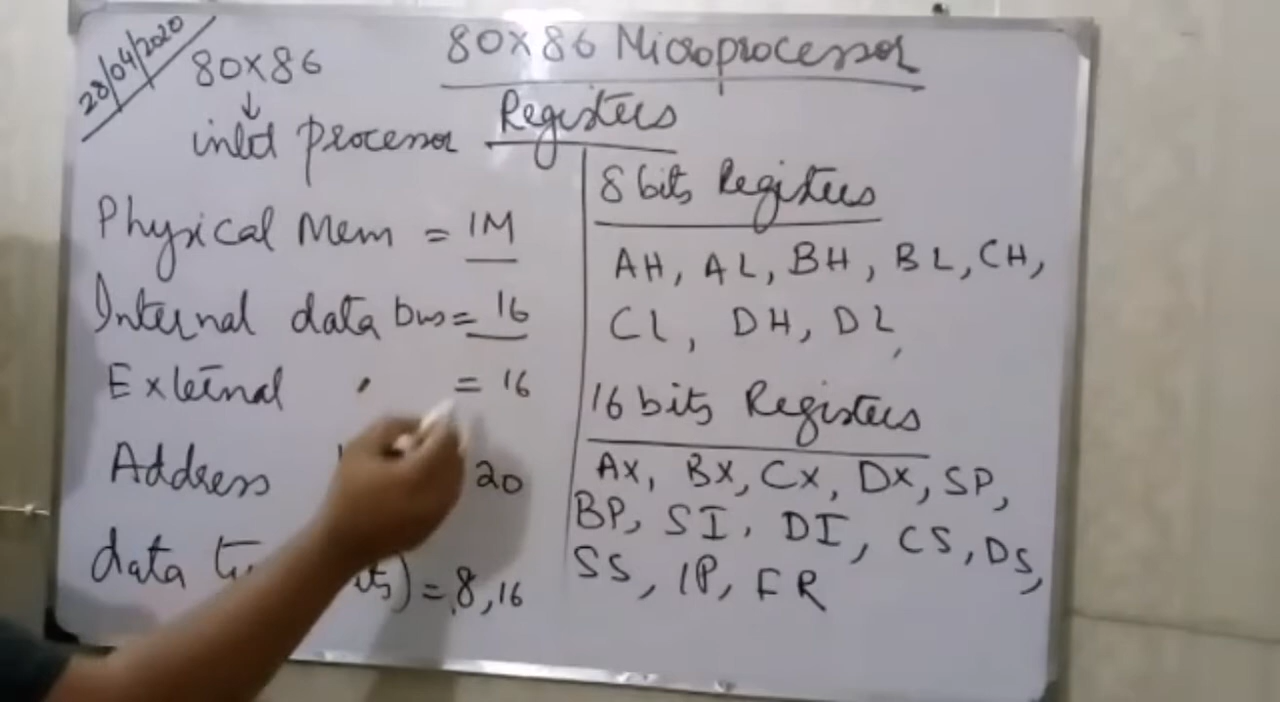 28/04/2020
80x86 Microprocessor
Registers
80x86
↓
intel processor
Physical Mem = 1M
Internal data bus = 16
External " = 16
Address 20
data 8,16
8 bits Registers
AH, AL, BH, BL, CH,
CL, DH, DL,
16 bits Registers
AX, BX, CX, DX, SP,
BP, SI, DI, CS, DS,
SS, IP, FR